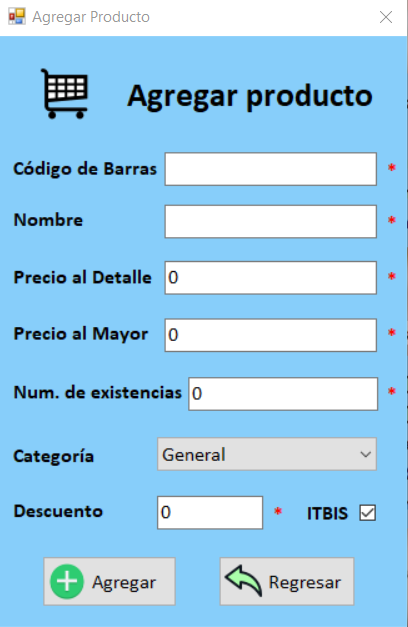 Agregar Producto
Agregar producto
Código de Barras *
Nombre *
Precio al Detalle 0 *
Precio al Mayor 0 *
Num. de existencias 0 *
Categoría General
Descuento 0 * ITBIS
Agregar Regresar